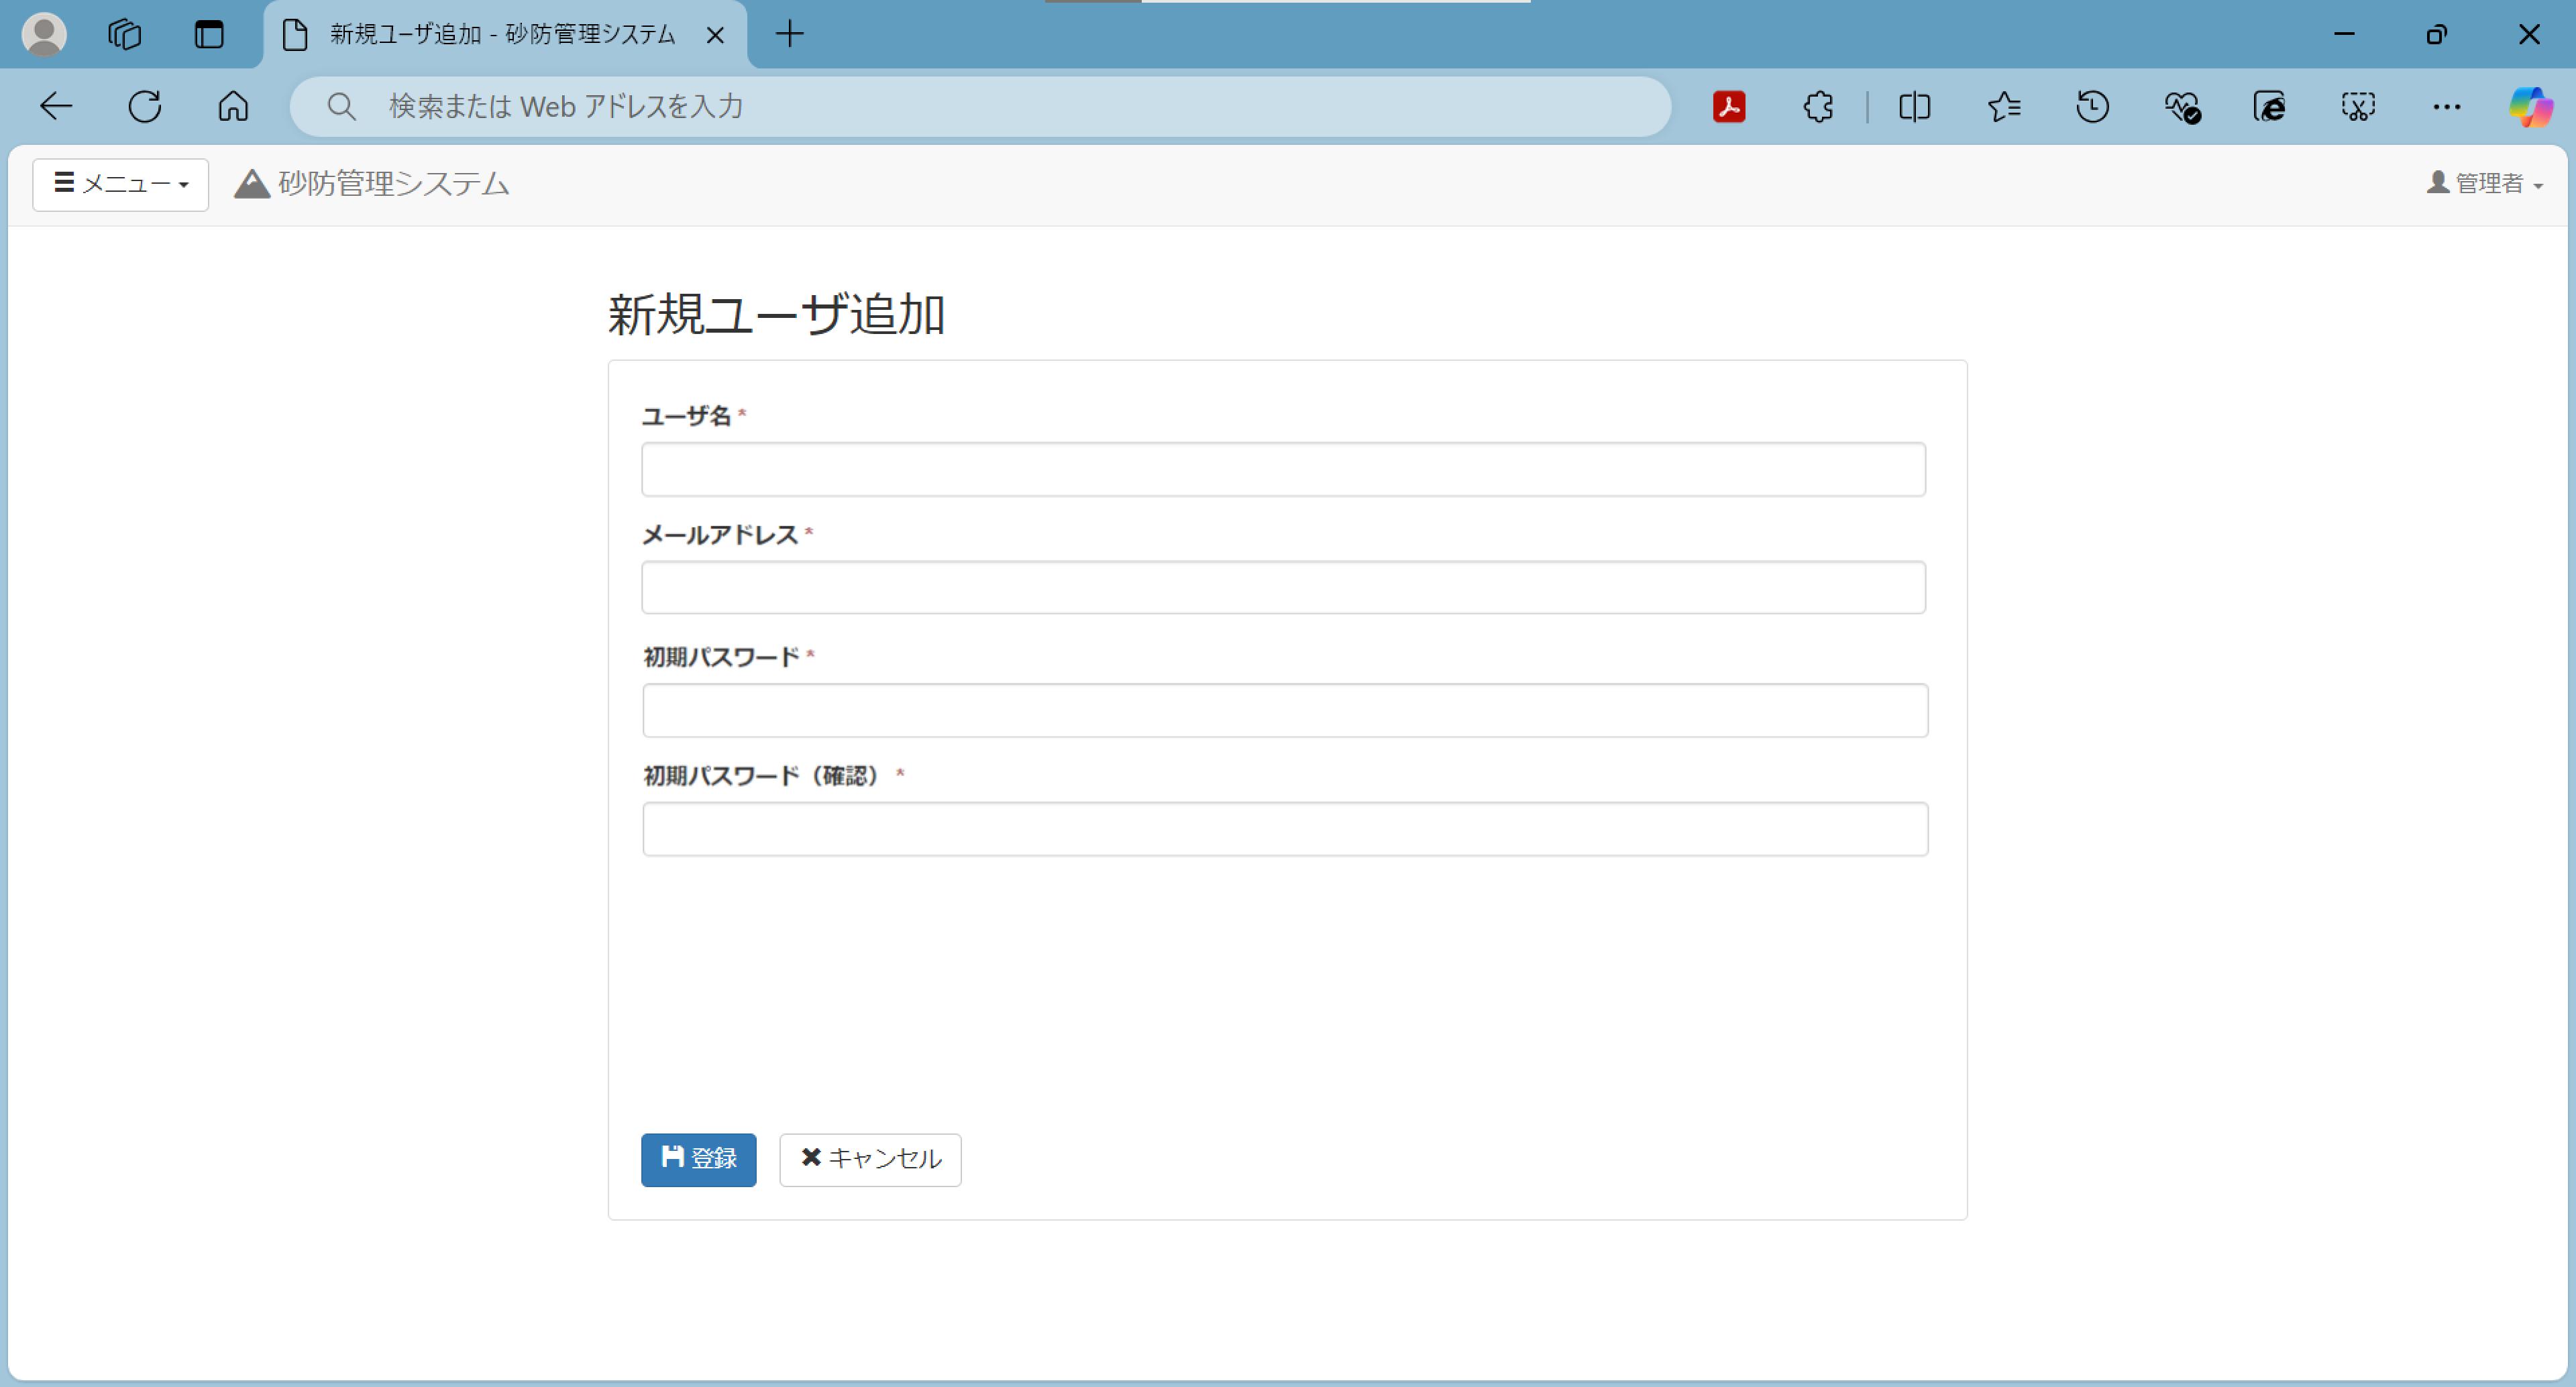 新規ユーザ追加 - 砂防管理システム
検索または Web アドレスを入力
メニュー 砂防管理システム 管理者
新規ユーザ追加
ユーザ名 *
メールアドレス *
初期パスワード *
初期パスワード（確認） *
登録 キャンセル